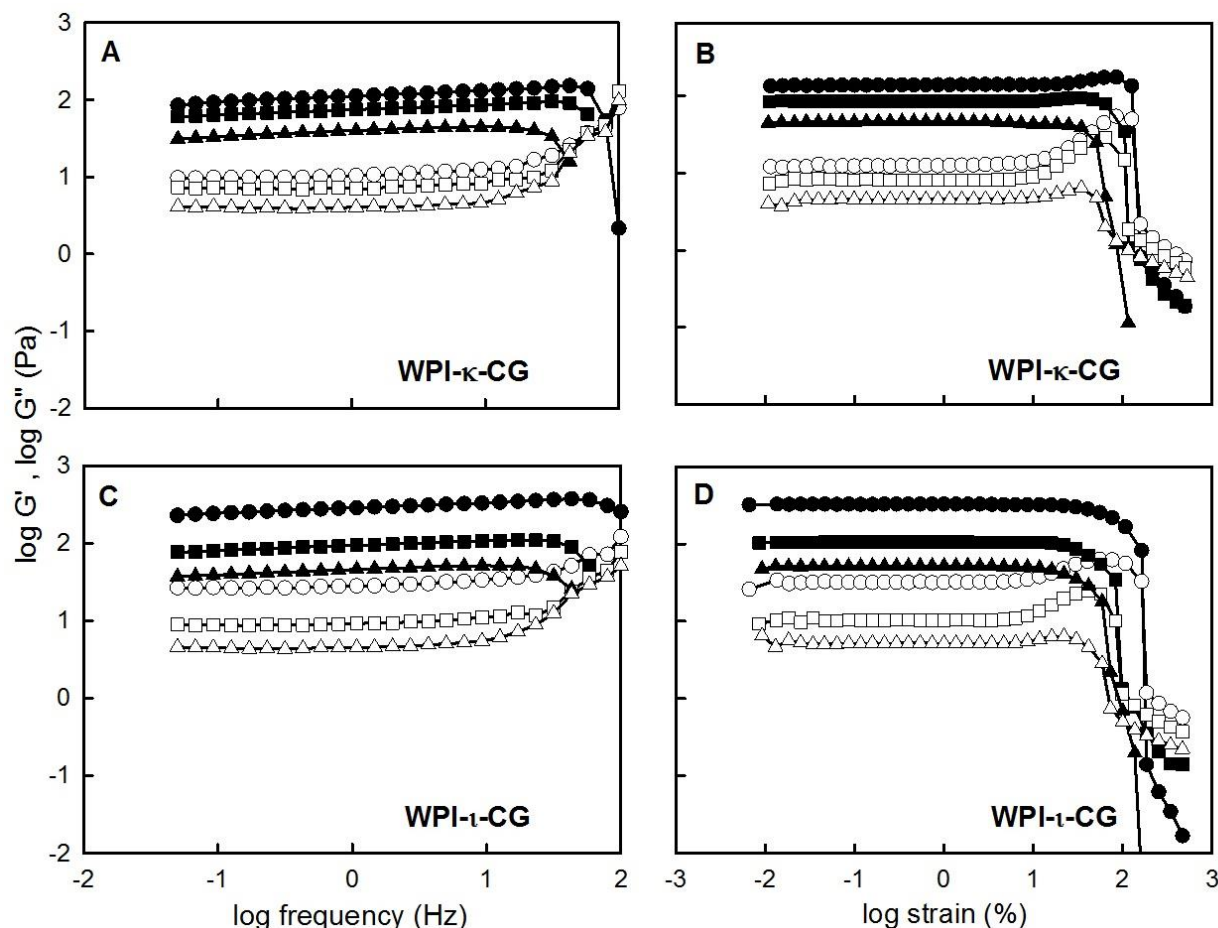 3
2
1
0
-1
-2
A
WPI-κ-CG
B
WPI-κ-CG
log G' , log G'' (Pa)
3
2
1
0
-1
-2
C
WPI-ι-CG
D
WPI-ι-CG
-2 -1 0 1 2
-3 -2 -1 0 1 2 3
log frequency (Hz)
log strain (%)